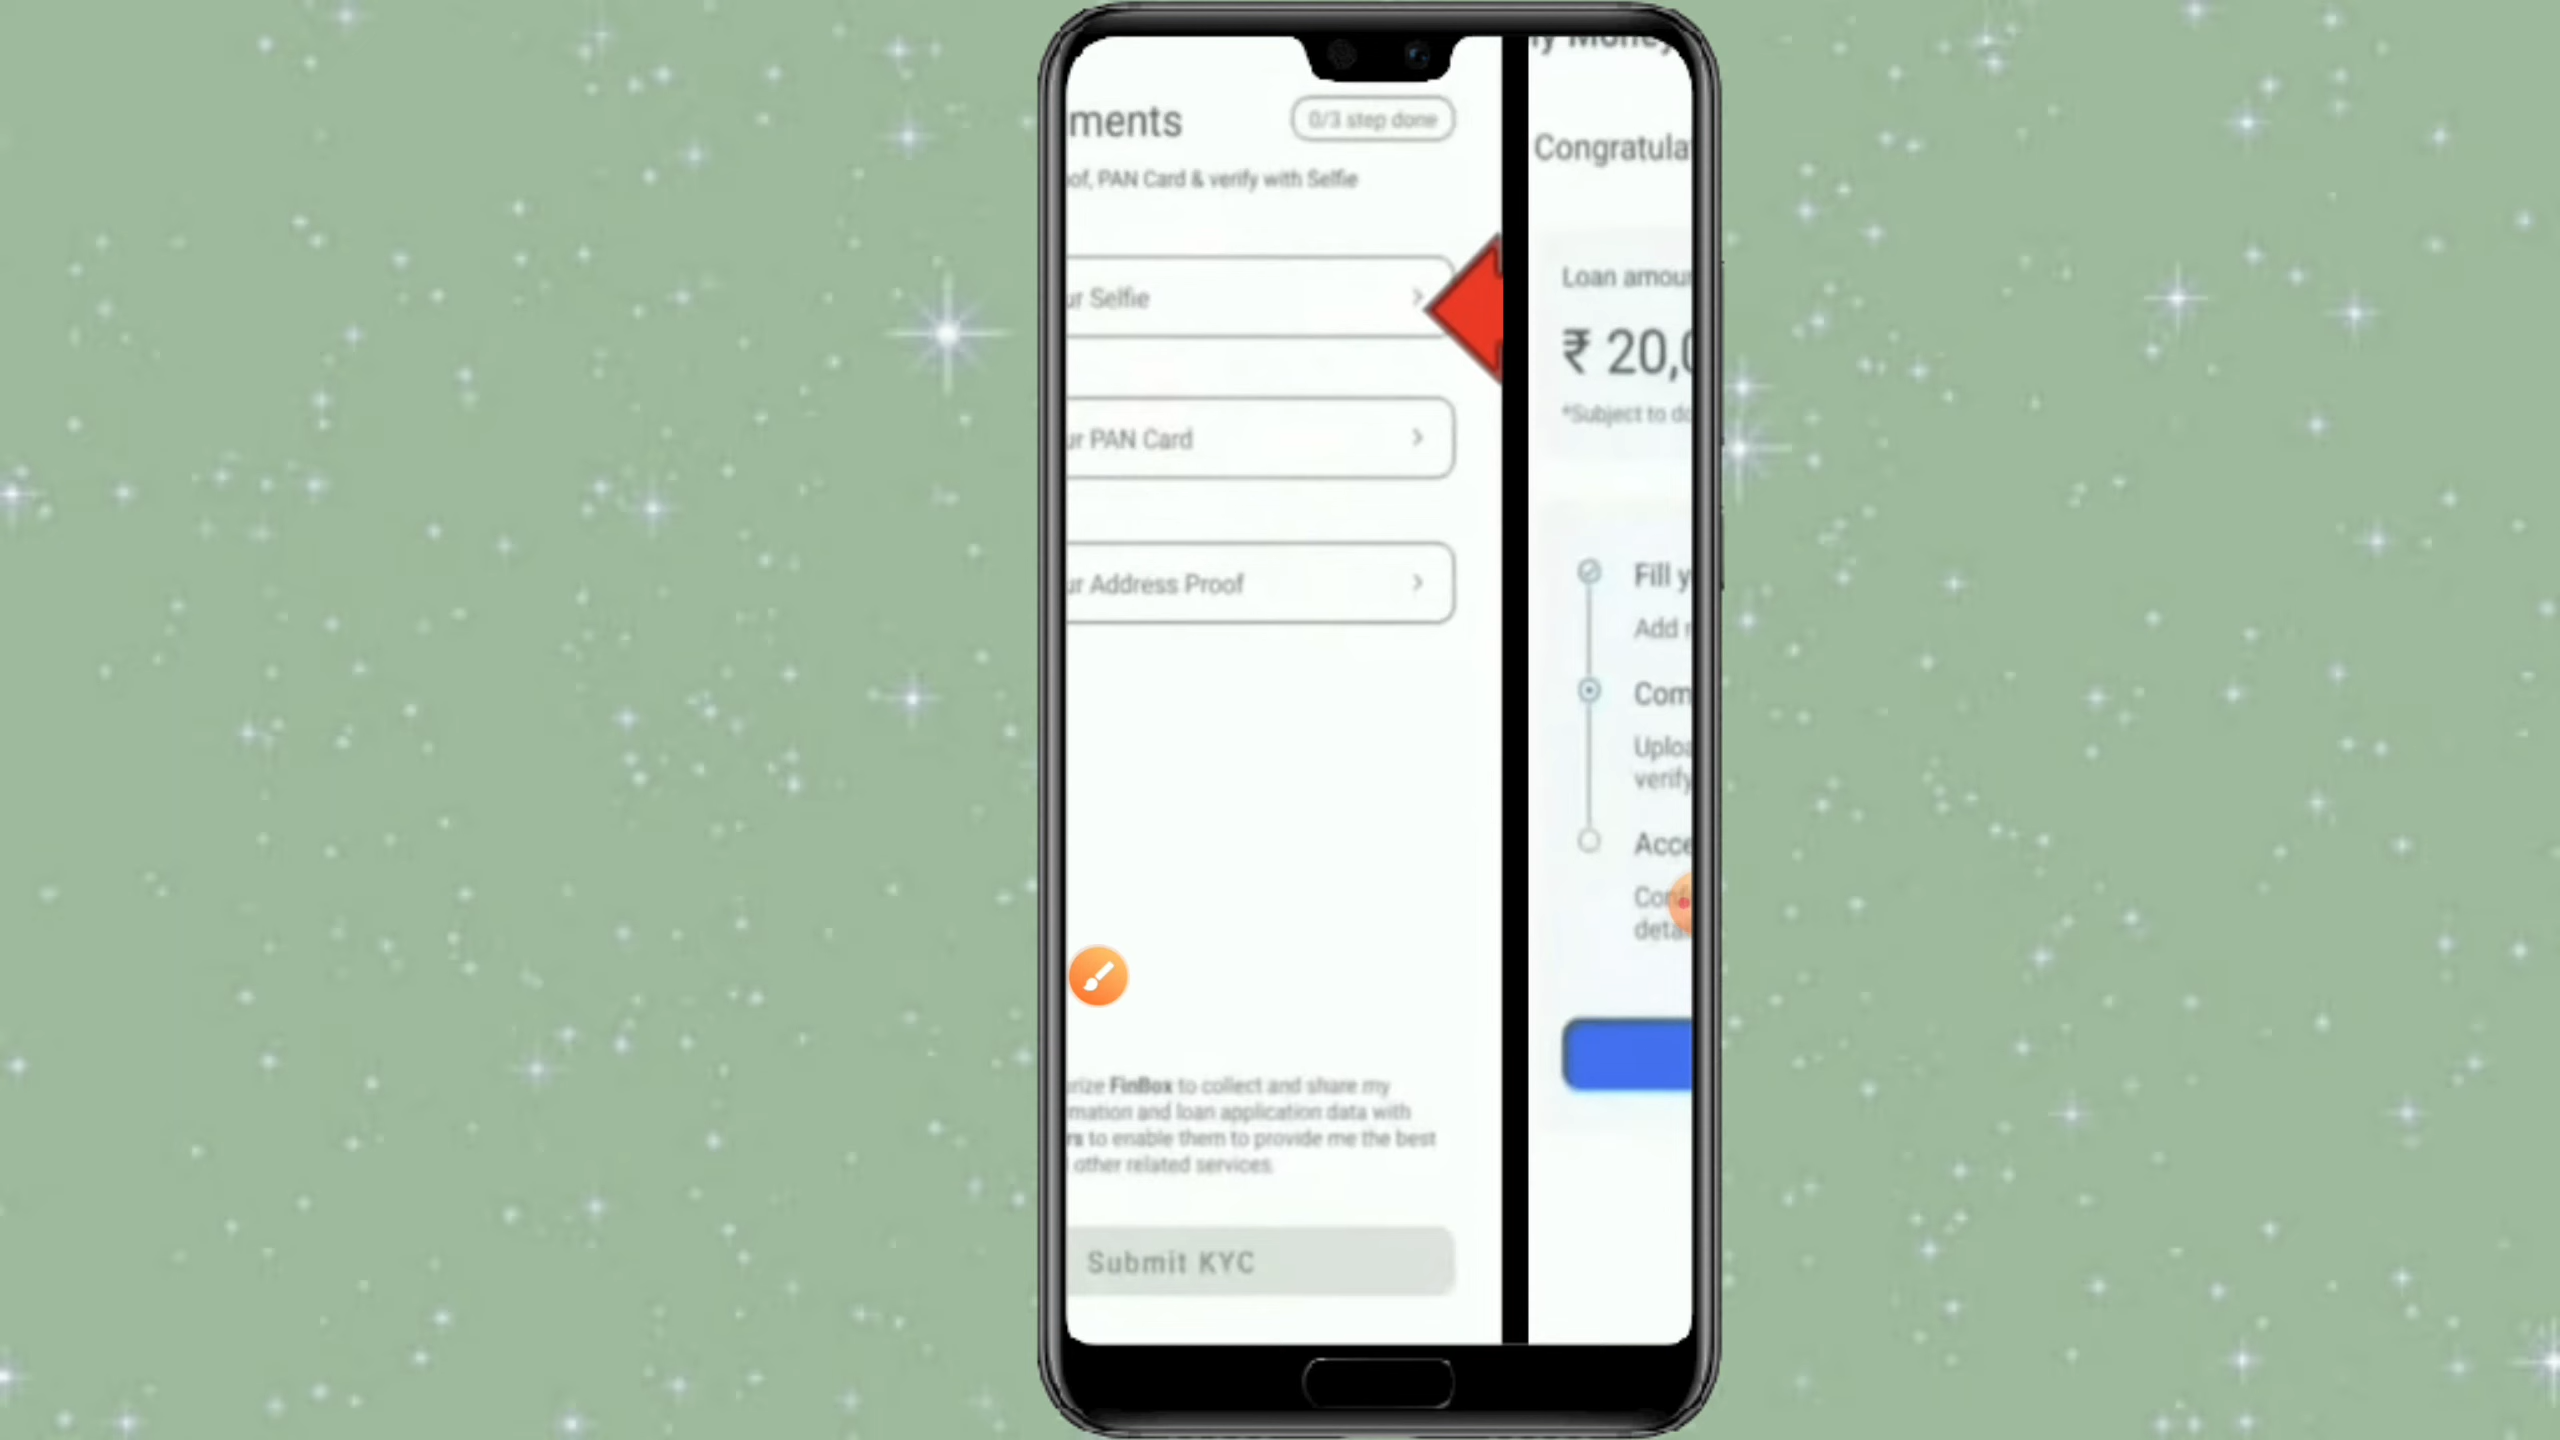 ments
0/3 step done
of, PAN Card & verify with Selfie
ur Selfie
ur PAN Card
ur Address Proof
rize FinBox to collect and share my
mation and loan application data with
rs to enable them to provide me the best
other related services.
Submit KYC
y Money
Congratula
Loan amou
₹ 20,0
*Subject to do
Fill y
Add
Com
Uploa
verify
Acce
Con
deta